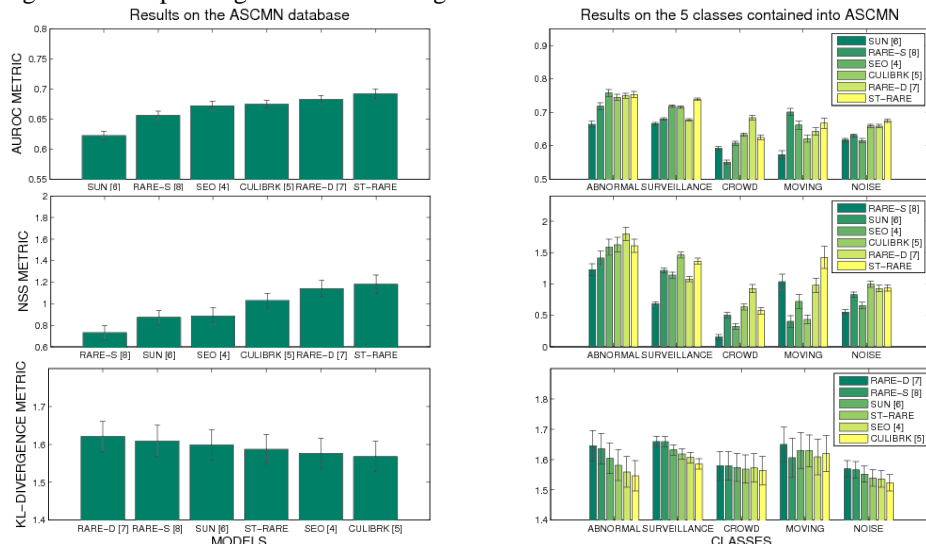 Results on the ASCMN database
AUROC METRIC
0.8
0.75
0.7
0.65
0.6
0.55
SUN [6] RARE-S [8] SEO [4] CULIBRK [5] RARE-D [7] ST-RARE
NSS METRIC
2
1.8
1.6
1.4
1.2
1
0.8
0.6
RARE-S [8] SUN [6] SEO [4] CULIBRK [5] RARE-D [7] ST-RARE
KL-DIVERGENCE METRIC
1.7
1.6
1.5
1.4
RARE-D [7] RARE-S [8] SUN [6] ST-RARE SEO [4] CULIBRK [5]
MODELS
Results on the 5 classes contained into ASCMN
0.9
0.8
0.7
0.6
0.5
SUN [6]
RARE-S [8]
SEO [4]
CULIBRK [5]
RARE-D [7]
ST-RARE
ABNORMAL SURVEILLANCE CROWD MOVING NOISE
2
1.5
1
0.5
0
RARE-S [8]
SUN [6]
SEO [4]
CULIBRK [5]
RARE-D [7]
ST-RARE
ABNORMAL SURVEILLANCE CROWD MOVING NOISE
1.9
1.8
1.7
1.6
1.5
1.4
RARE-D [7]
RARE-S [8]
SUN [6]
ST-RARE
SEO [4]
CULIBRK [5]
ABNORMAL SURVEILLANCE CROWD MOVING NOISE
CLASSES